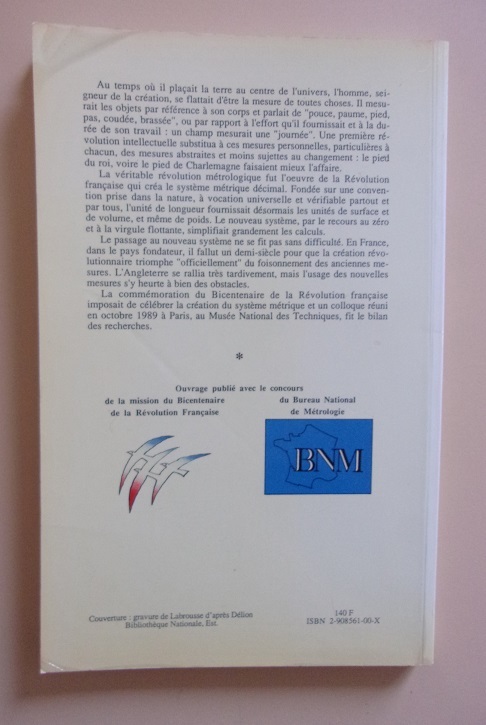 Au temps où il plaçait la terre au centre de l'univers, l'homme, sei-
gneur de la création, se flattait d'être la mesure de toutes choses. Il mesu-
rait les objets par référence à son corps et parlait de "pouce, paume, pied,
pas, coudée, brassée", ou par rapport à l'effort qu'il fournissait et à la du-
rée de son travail : un champ mesurait une "journée". Une première ré-
volution intellectuelle substitua à ces mesures personnelles, particulières à
chacun, des mesures abstraites et moins sujettes au changement : le pied
du roi, voire le pied de Charlemagne faisaient mieux l'affaire.
La véritable révolution métrologique fut l'oeuvre de la Révolution
française qui créa le système métrique décimal. Fondée sur une conven-
tion prise dans la nature, à vocation universelle et vérifiable partout et
par tous, l'unité de longueur fournissait désormais les unités de surface et
de volume, et même de poids. Le nouveau système, par le recours au zéro
et à la virgule flottante, simplifiait grandement les calculs.
Le passage au nouveau système ne se fit pas sans difficulté. En France,
dans le pays fondateur, il fallut un demi-siècle pour que la création révo-
lutionnaire triomphe "officiellement" du foisonnement des anciennes me-
sures. L'Angleterre se rallia très tardivement, mais l'usage des nouvelles
mesures s'y heurte à bien des obstacles.
La commémoration du Bicentenaire de la Révolution française
imposait de célébrer la création du système métrique et un colloque réuni
en octobre 1989 à Paris, au Musée National des Techniques, fit le bilan
des recherches.
*
Ouvrage publié avec le concours
de la mission du Bicentenaire
de la Révolution Française
du Bureau National
de Métrologie
BNM
Couverture : gravure de Labrousse d'après Délion
Bibliothèque Nationale, Est.
140 F
ISBN 2-908561-00-X